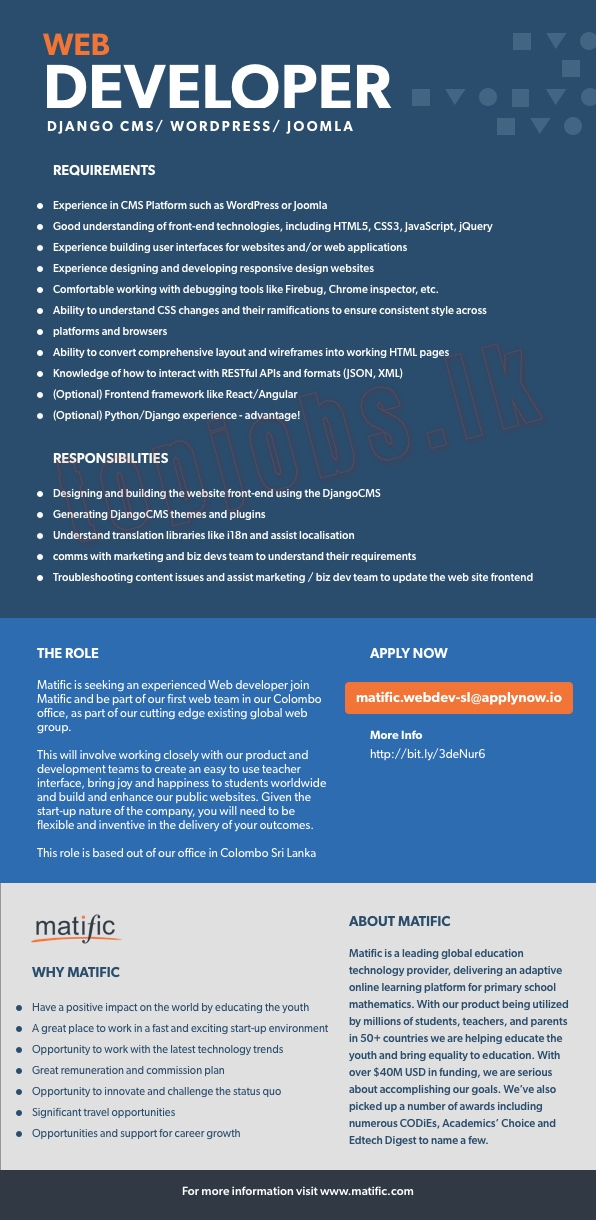 WEB
DEVELOPER
DJANGO CMS/ WORDPRESS/ JOOMLA
REQUIREMENTS
● Experience in CMS Platform such as WordPress or Joomla
● Good understanding of front-end technologies, including HTML5, CSS3, JavaScript, jQuery
● Experience building user interfaces for websites and/or web applications
● Experience designing and developing responsive design websites
● Comfortable working with debugging tools like Firebug, Chrome inspector, etc.
● Ability to understand CSS changes and their ramifications to ensure consistent style across
● platforms and browsers
● Ability to convert comprehensive layout and wireframes into working HTML pages
● Knowledge of how to interact with RESTful APIs and formats (JSON, XML)
● (Optional) Frontend framework like React/Angular
● (Optional) Python/Django experience - advantage!
topjobs.lk
RESPONSIBILITIES
● Designing and building the website front-end using the DjangoCMS
● Generating DjangoCMS themes and plugins
● Understand translation libraries like i18n and assist localisation
● comms with marketing and biz devs team to understand their requirements
● Troubleshooting content issues and assist marketing / biz dev team to update the web site frontend
THE ROLE
Matific is seeking an experienced Web developer join
Matific and be part of our first web team in our Colombo
office, as part of our cutting edge existing global web
group.
This will involve working closely with our product and
development teams to create an easy to use teacher
interface, bring joy and happiness to students worldwide
and build and enhance our public websites. Given the
start-up nature of the company, you will need to be
flexible and inventive in the delivery of your outcomes.
This role is based out of our office in Colombo Sri Lanka
APPLY NOW
matific.webdev-sl@applynow.io
More Info
http://bit.ly/3deNur6
matific
WHY MATIFIC
● Have a positive impact on the world by educating the youth
● A great place to work in a fast and exciting start-up environment
● Opportunity to work with the latest technology trends
● Great remuneration and commission plan
● Opportunity to innovate and challenge the status quo
● Significant travel opportunities
● Opportunities and support for career growth
ABOUT MATIFIC
Matific is a leading global education
technology provider, delivering an adaptive
online learning platform for primary school
mathematics. With our product being utilized
by millions of students, teachers, and parents
in 50+ countries we are helping educate the
youth and bring equality to education. With
over $40M USD in funding, we are serious
about accomplishing our goals. We've also
picked up a number of awards including
numerous CODiEs, Academics' Choice and
Edtech Digest to name a few.
For more information visit www.matific.com